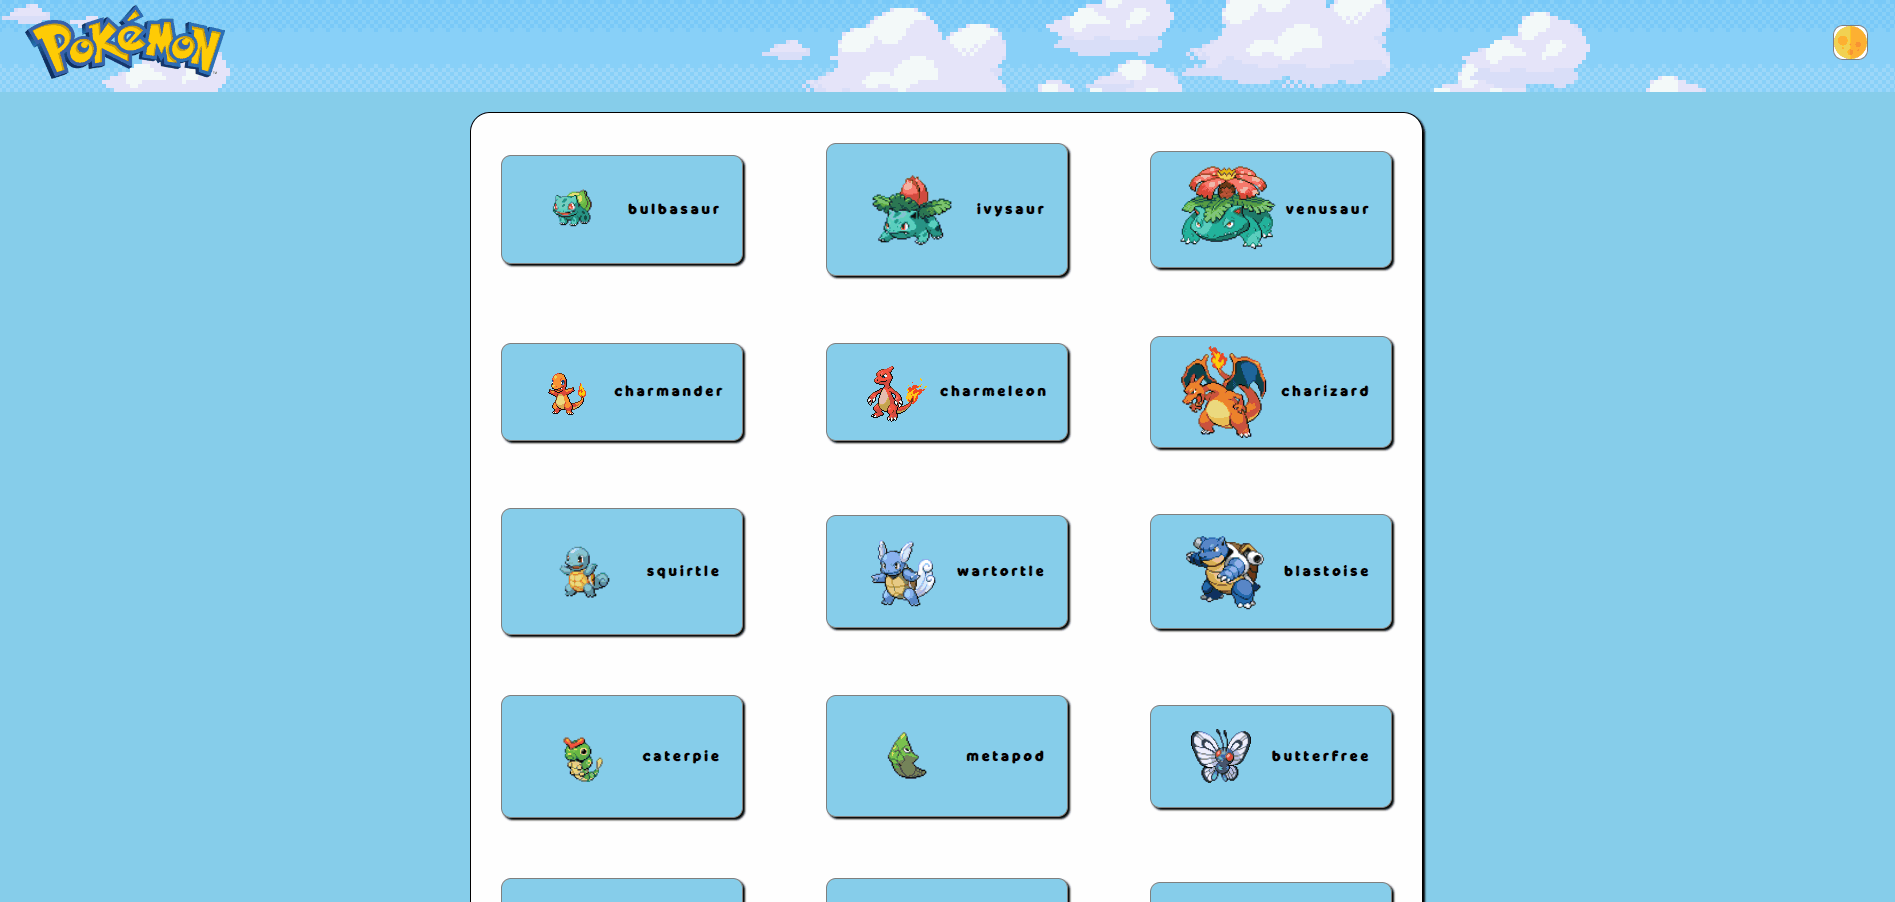 POKéMON
bulbasaur
ivysaur
venusaur
charmander
charmeleon
charizard
squirtle
wartortle
blastoise
caterpie
metapod
butterfree